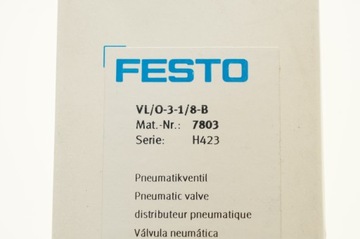 FESTO
VL/O-3-1/8-B
Mat.-Nr.: 7803
Serie: H423
Pneumatikventil
Pneumatic valve
distributeur pneumatique
Válvula neumática